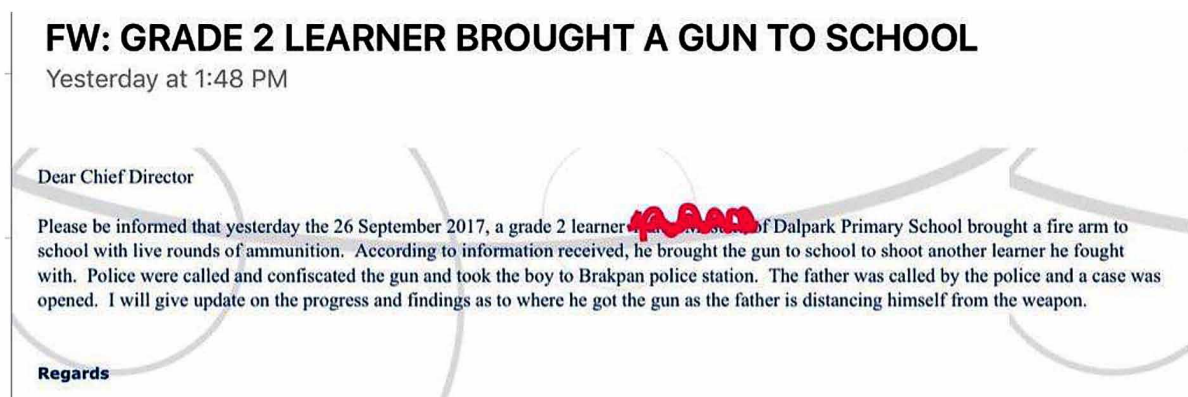 FW: GRADE 2 LEARNER BROUGHT A GUN TO SCHOOL
Yesterday at 1:48 PM
Dear Chief Director
Please be informed that yesterday the 26 September 2017, a grade 2 learner of Dalpark Primary School brought a fire arm to
school with live rounds of ammunition. According to information received, he brought the gun to school to shoot another learner he fought
with. Police were called and confiscated the gun and took the boy to Brakpan police station. The father was called by the police and a case was
opened. I will give update on the progress and findings as to where he got the gun as the father is distancing himself from the weapon.
Regards